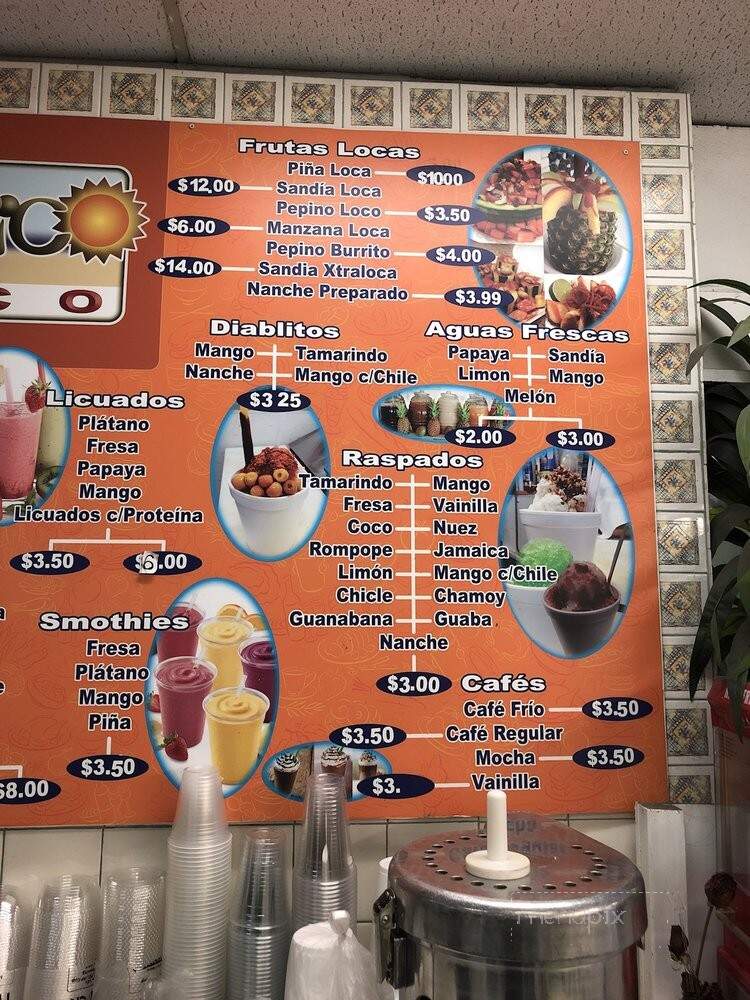 Frutas Locas
Piña Loca $1000
$12.00 Sandía Loca
Pepino Loco $3.50
$6.00 Manzana Loca
Pepino Burrito $4.00
$14.00 Sandia Xtraloca
Nanche Preparado $3.99
CO
Diablitos
Mango Tamarindo
Nanche Mango c/Chile
$3 25
Aguas Frescas
Papaya Sandía
Limon Mango
Melón
$2.00 $3.00
Licuados
Plátano
Fresa
Papaya
Mango
Licuados c/Proteína
$3.50 $6.00
Raspados
Tamarindo Mango
Fresa Vainilla
Coco Nuez
Rompope Jamaica
Limón Mango c/Chile
Chicle Chamoy
Guanabana Guaba
Nanche
$3.00
Smothies
Fresa
Plátano
Mango
Piña
$3.50
$8.00
Cafés
Café Frío $3.50
$3.50 Café Regular
Mocha $3.50
$3. Vainilla
menupix